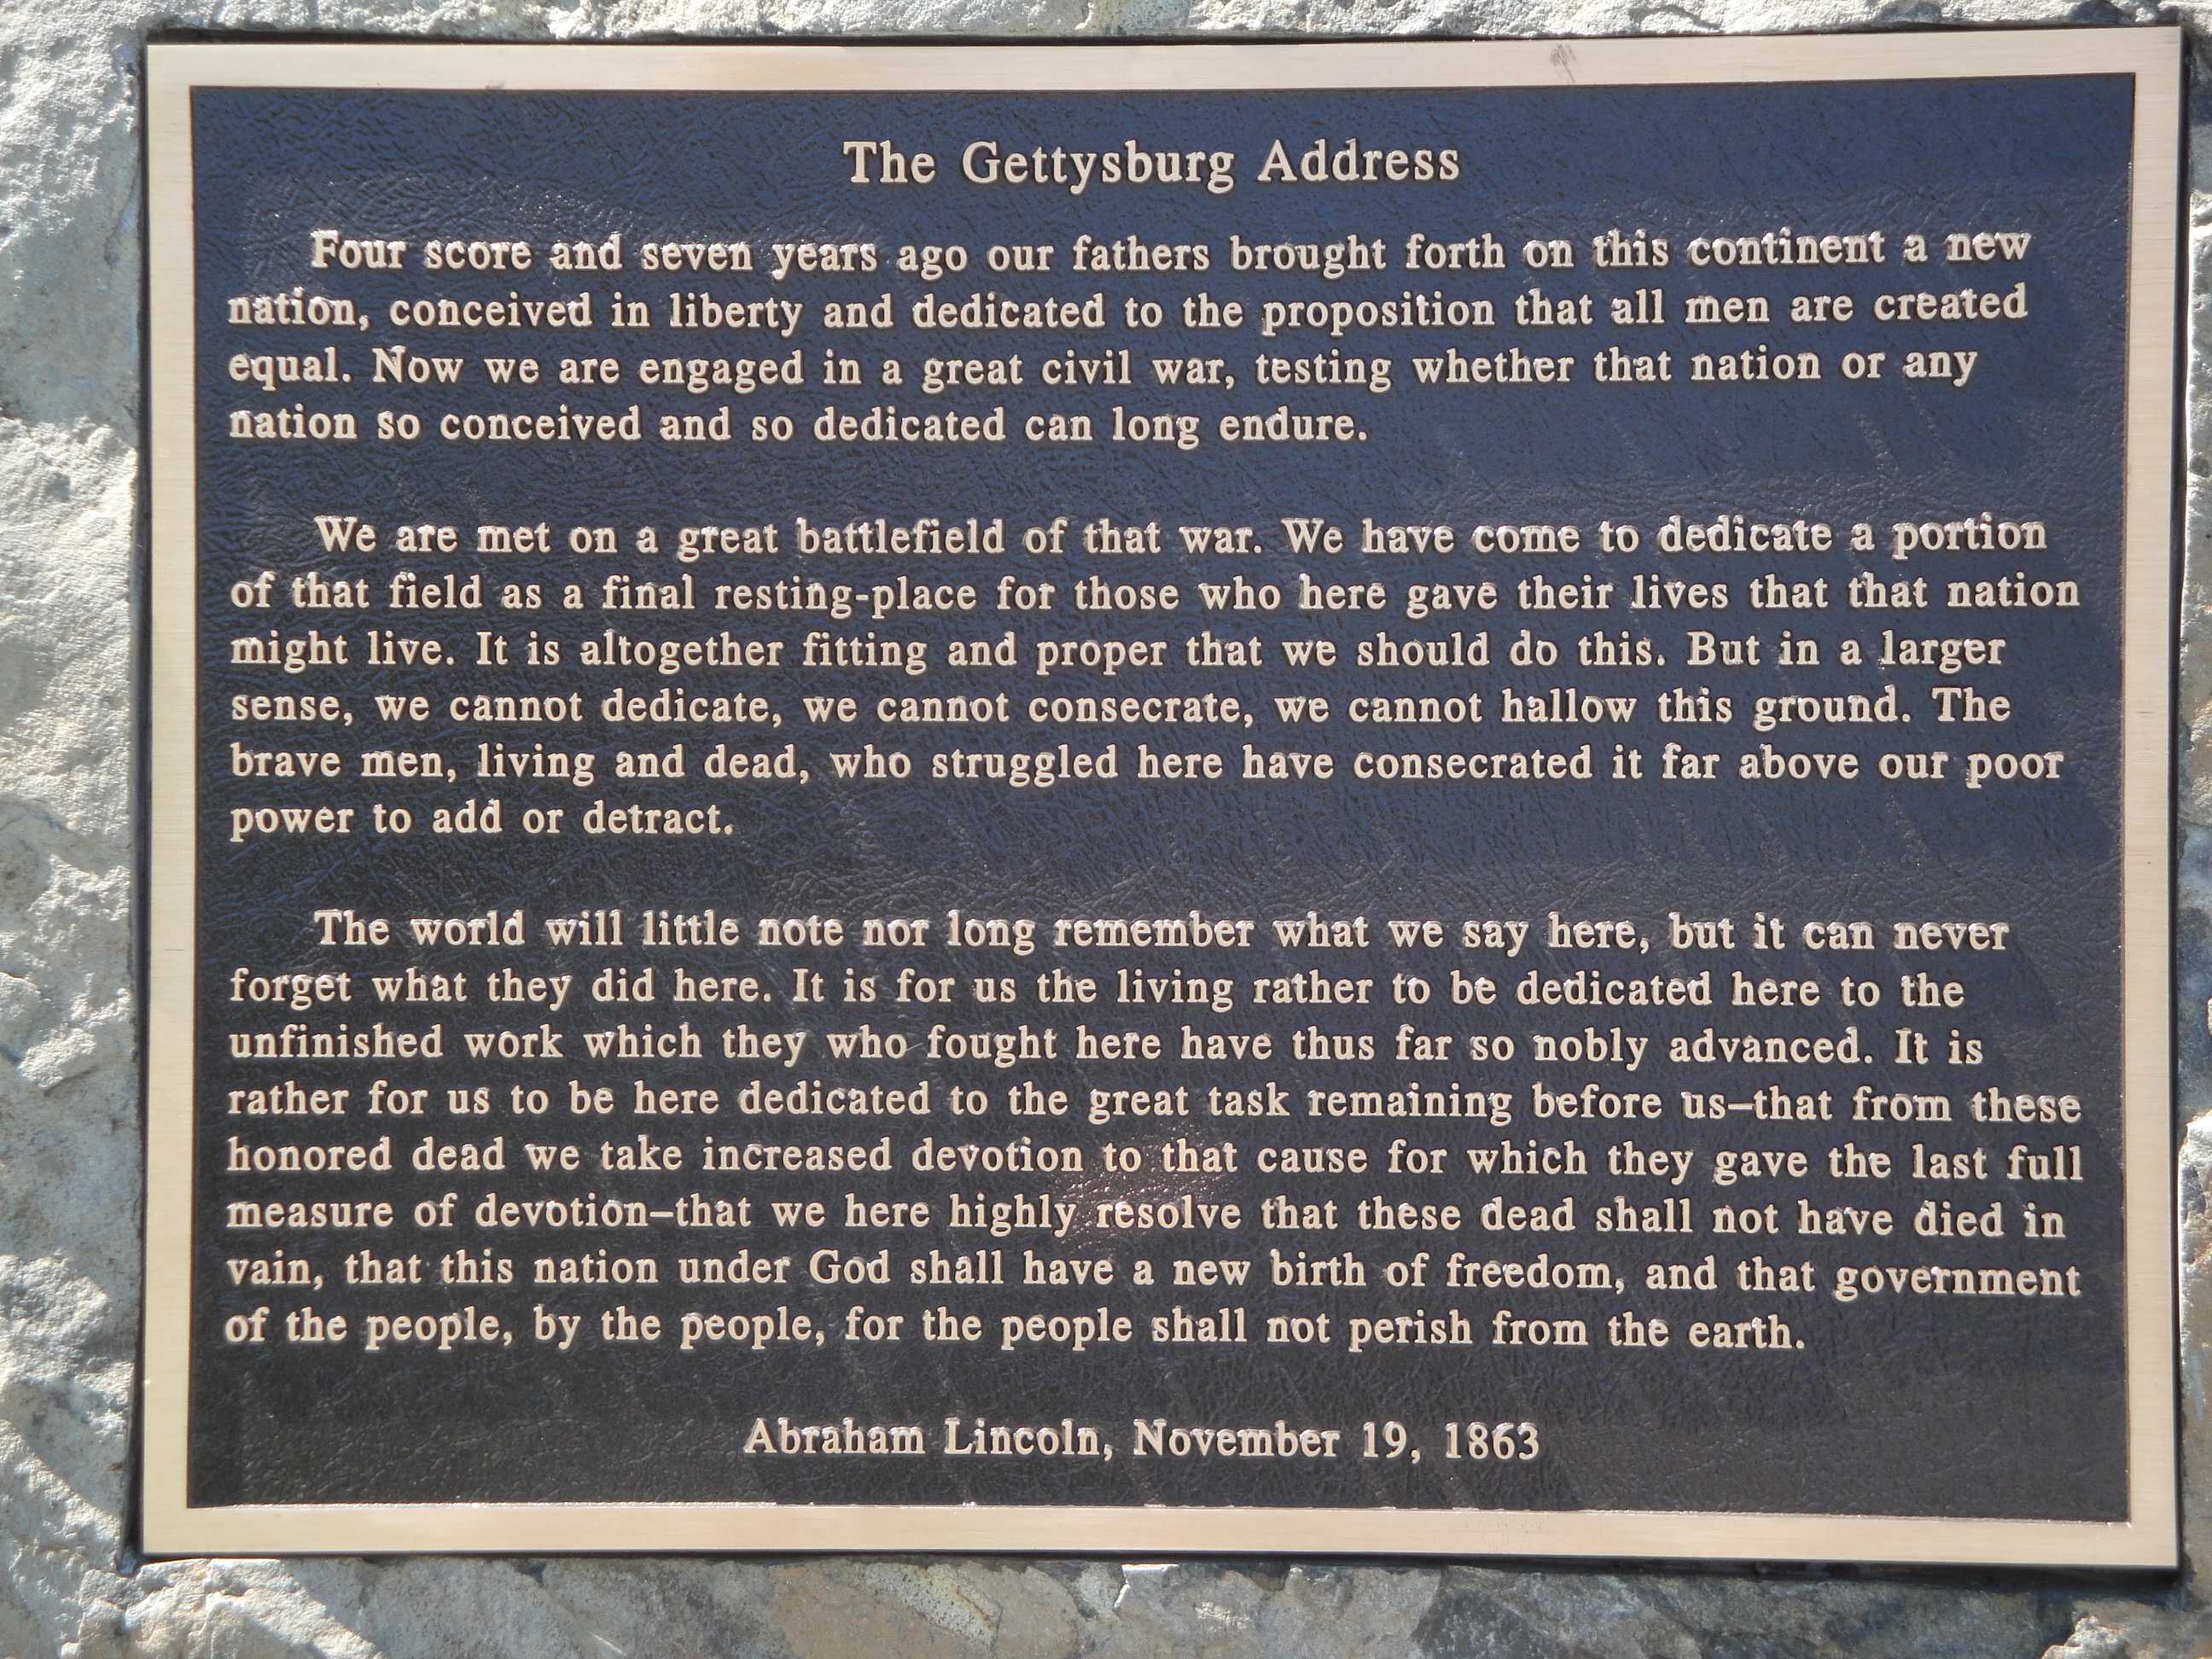 The Gettysburg Address
Four score and seven years ago our fathers brought forth on this continent a new
nation, conceived in liberty and dedicated to the proposition that all men are created
equal. Now we are engaged in a great civil war, testing whether that nation or any
nation so conceived and so dedicated can long endure.
We are met on a great battlefield of that war. We have come to dedicate a portion
of that field as a final resting-place for those who here gave their lives that that nation
might live. It is altogether fitting and proper that we should do this. But in a larger
sense, we cannot dedicate, we cannot consecrate, we cannot hallow this ground. The
brave men, living and dead, who struggled here have consecrated it far above our poor
power to add or detract.
The world will little note nor long remember what we say here, but it can never
forget what they did here. It is for us the living rather to be dedicated here to the
unfinished work which they who fought here have thus far so nobly advanced. It is
rather for us to be here dedicated to the great task remaining before us–that from these
honored dead we take increased devotion to that cause for which they gave the last full
measure of devotion–that we here highly resolve that these dead shall not have died in
vain, that this nation under God shall have a new birth of freedom, and that government
of the people, by the people, for the people shall not perish from the earth.
Abraham Lincoln, November 19, 1863